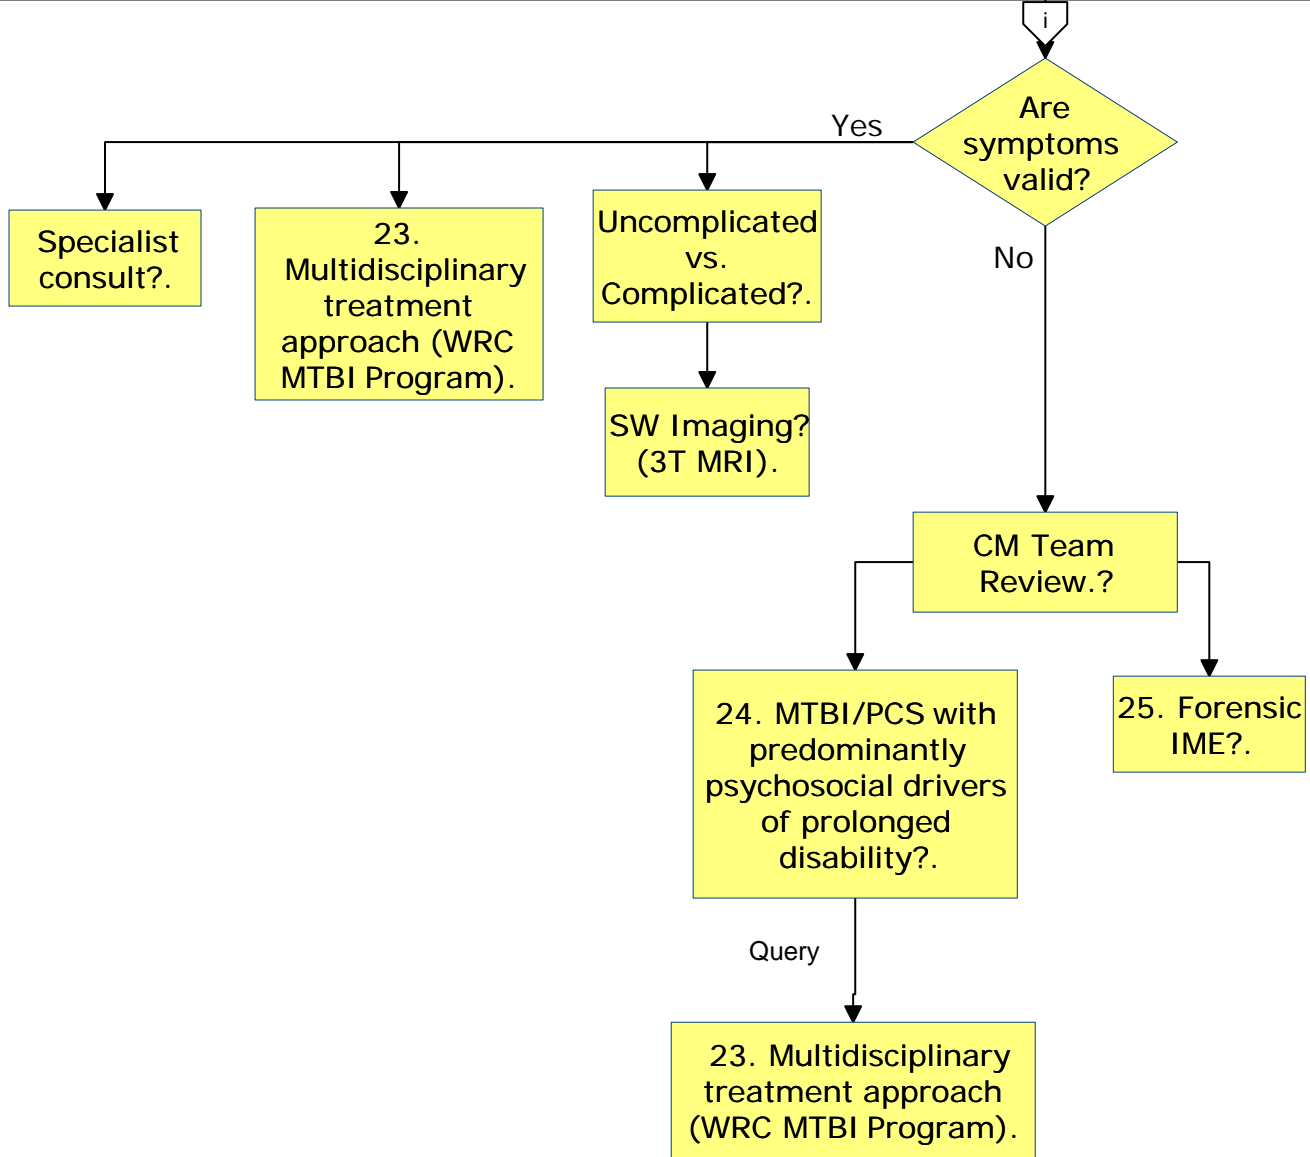 i
Are
symptoms
valid?
Yes
No
Specialist
consult?.
23.
Multidisciplinary
treatment
approach (WRC
MTBI Program).
Uncomplicated
vs.
Complicated?.
SW Imaging?
(3T MRI).
CM Team
Review.?
24. MTBI/PCS with
predominantly
psychosocial drivers
of prolonged
disability?.
25. Forensic
IME?.
Query
23. Multidisciplinary
treatment approach
(WRC MTBI Program).